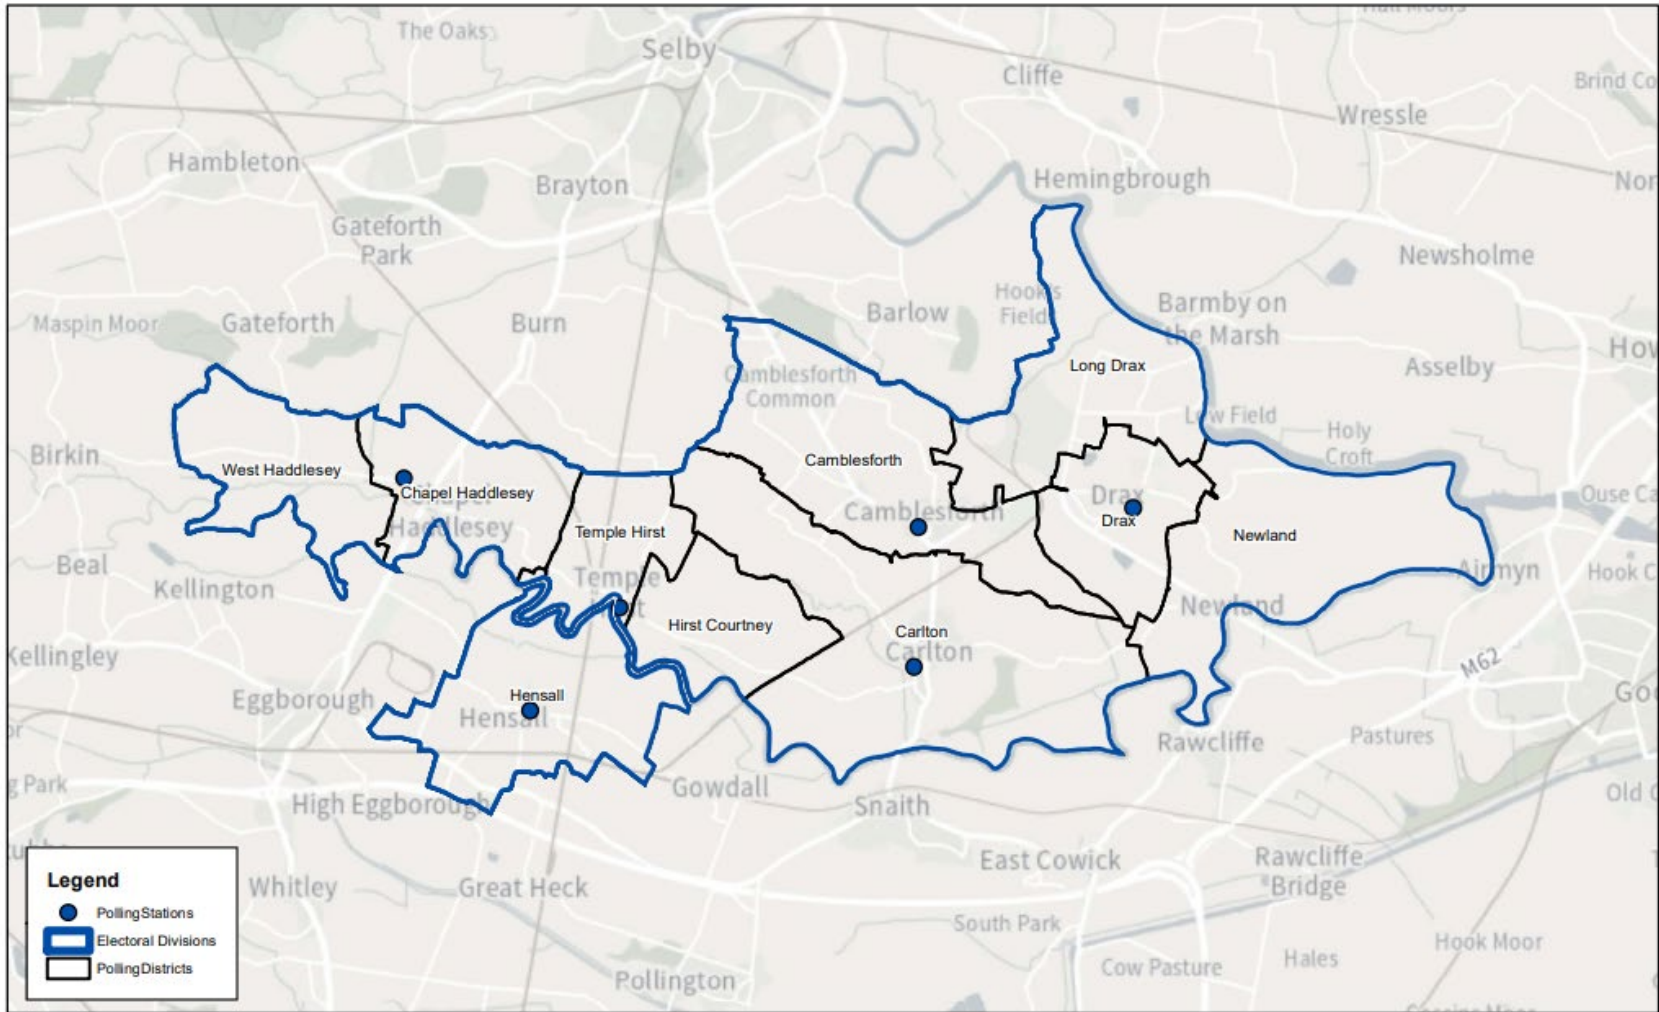 The Oaks
Selby
Cliffe
Brind Co
Wressle
Hambleton
Brayton
Hemingbrough
Nor
Gateforth
Park
Newsholme
Hook's
Field
Barmby on
the Marsh
Maspin Moor
Gateforth
Burn
Barlow
How
Long Drax
Asselby
Camblesforth
Common
Low Field
Holy
Croft
Birkin
West Haddlesey
Camblesforth
Chapel Haddlesey
Chapel
Haddlesey
Drax
Drax
Ouse Ca
Camblesforth
Temple Hirst
Newland
Beal
Kellington
Temple
Airmyn
Hook C
Newland
Hirst Courtney
Carlton
Carlton
Kellingley
M62
Eggborough
Hensall
Hensall
Goo
or
Rawcliffe
Pastures
g Park
Gowdall
High Eggborough
Snaith
Old
East Cowick
Rawcliffe
Bridge
Legend
PollingStations
Electoral Divisions
PollingDistricts
Whitley
Great Heck
South Park
Hook Moor
Hales
Cow Pasture
Pollington